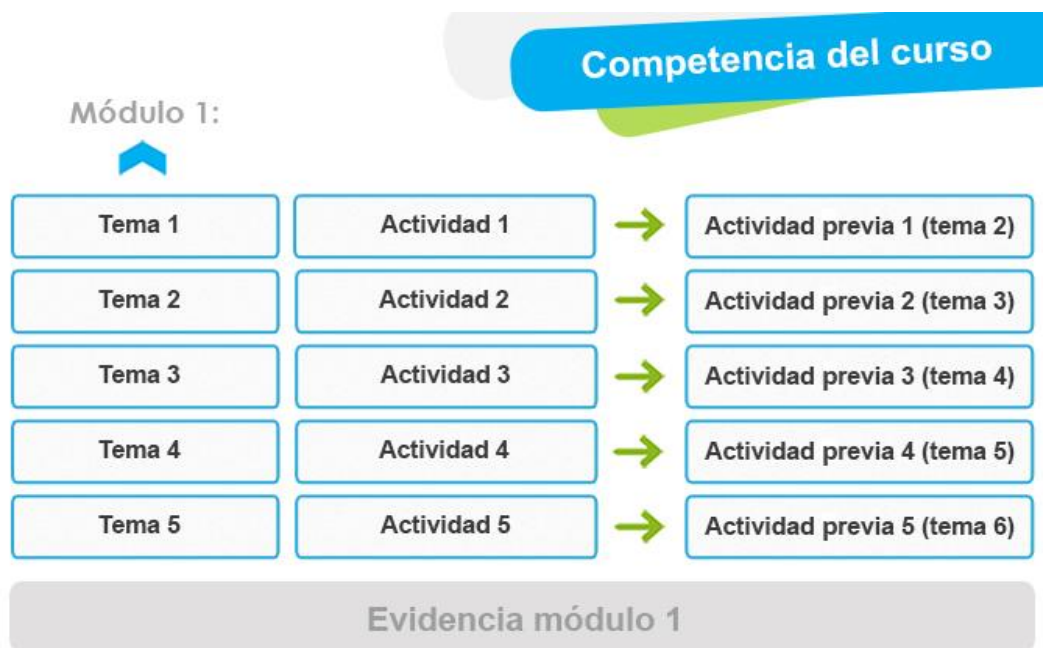 Competencia del curso
Módulo 1:
Tema 1 Actividad 1 Actividad previa 1 (tema 2)
Tema 2 Actividad 2 Actividad previa 2 (tema 3)
Tema 3 Actividad 3 Actividad previa 3 (tema 4)
Tema 4 Actividad 4 Actividad previa 4 (tema 5)
Tema 5 Actividad 5 Actividad previa 5 (tema 6)
Evidencia módulo 1